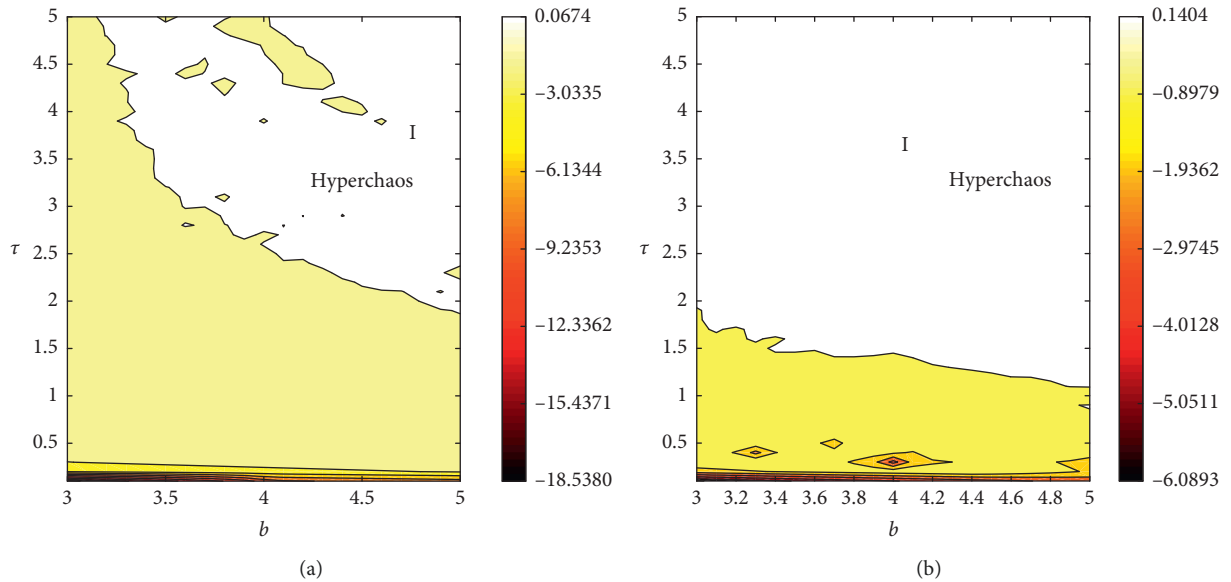 5
4.5
4
3.5
3
2.5
2
1.5
1
0.5
τ
3 3.5 4 4.5 5
b
I
Hyperchaos
0.0674
–3.0335
–6.1344
–9.2353
–12.3362
–15.4371
–18.5380
(a)
5
4.5
4
3.5
3
2.5
2
1.5
1
0.5
τ
3 3.2 3.4 3.6 3.8 4 4.2 4.4 4.6 4.8 5
b
I
Hyperchaos
0.1404
–0.8979
–1.9362
–2.9745
–4.0128
–5.0511
–6.0893
(b)